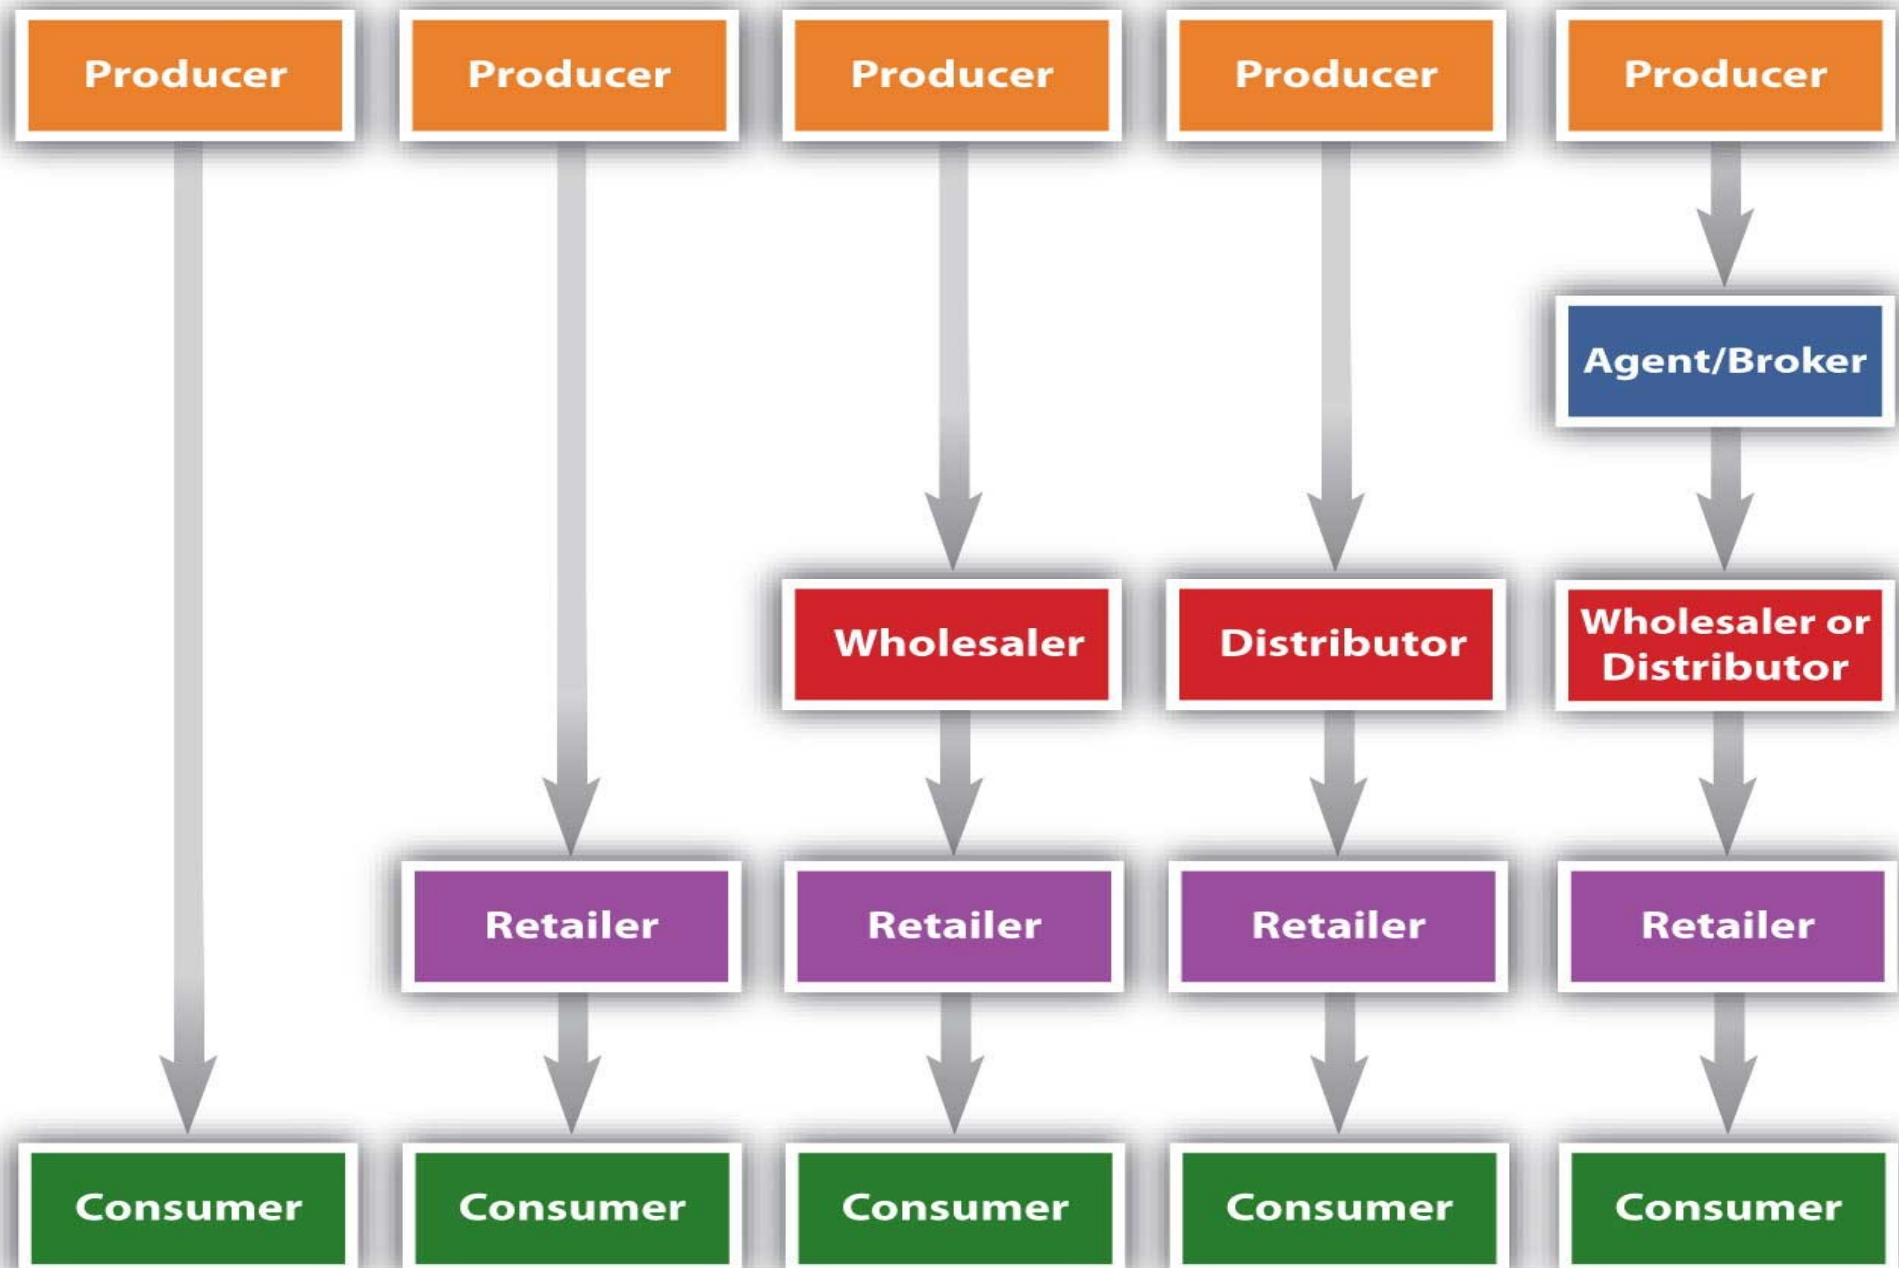 Producer
Producer
Producer
Producer
Producer
Agent/Broker
Wholesaler
Distributor
Wholesaler or
Distributor
Retailer
Retailer
Retailer
Retailer
Consumer
Consumer
Consumer
Consumer
Consumer